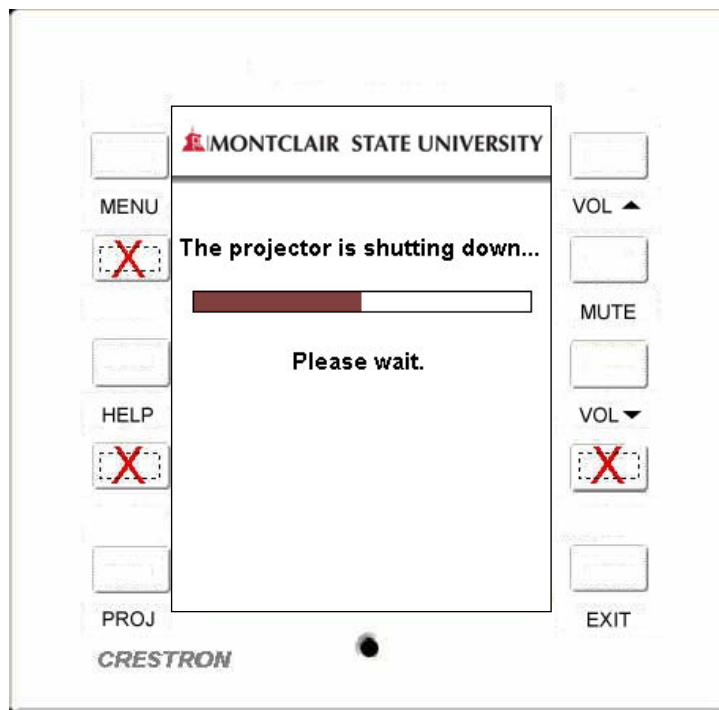 MONTCLAIR STATE UNIVERSITY
MENU
VOL
The projector is shutting down...
MUTE
Please wait.
HELP
VOL
PROJ
EXIT
CRESTRON